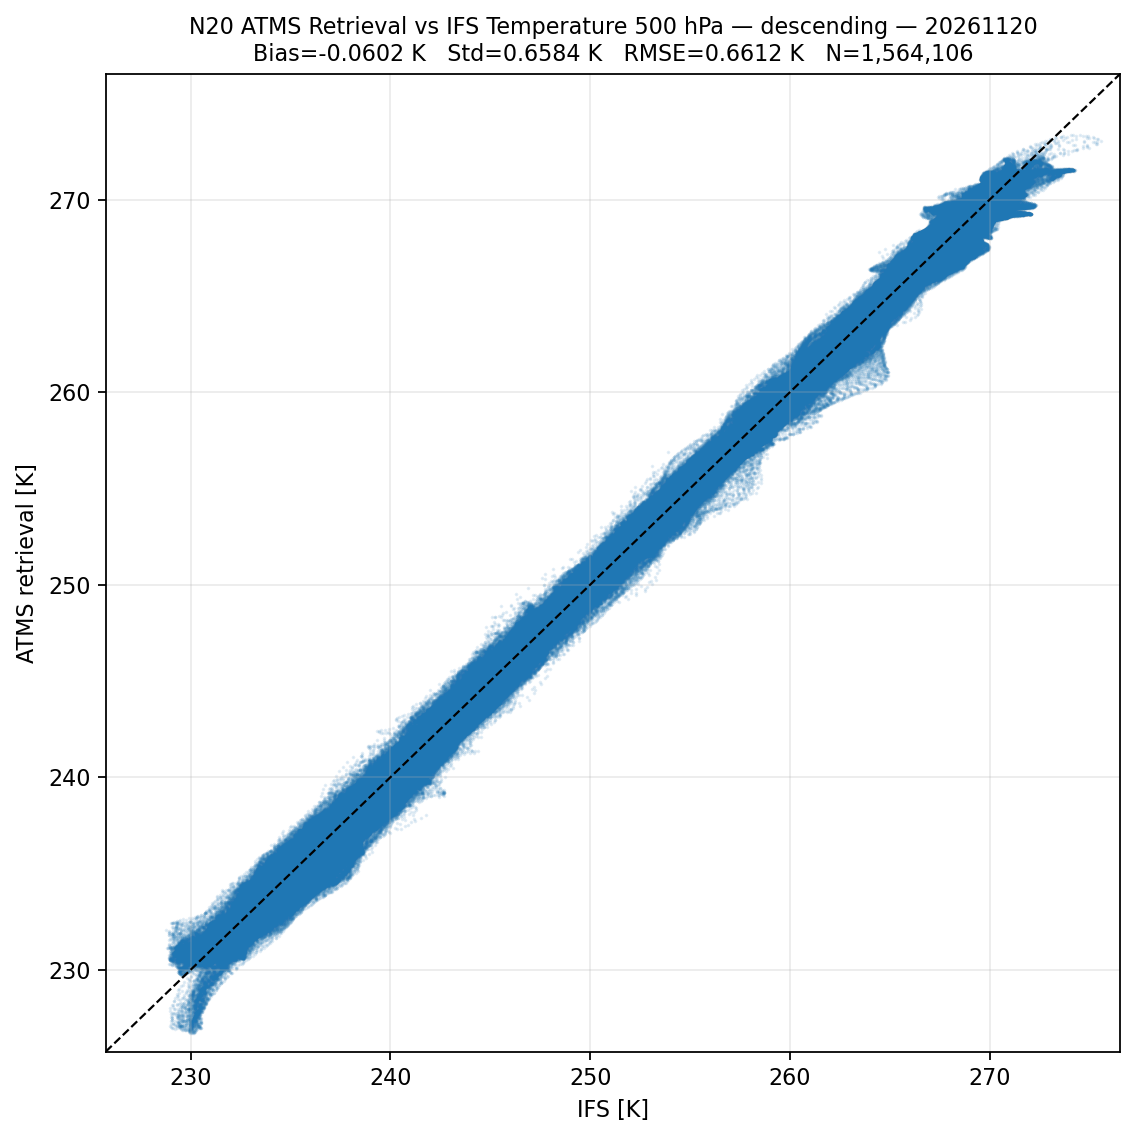 N20 ATMS Retrieval vs IFS Temperature 500 hPa — descending — 20261120
Bias=-0.0602 K   Std=0.6584 K   RMSE=0.6612 K   N=1,564,106
270
260
250
240
230
ATMS retrieval [K]
230 240 250 260 270
IFS [K]